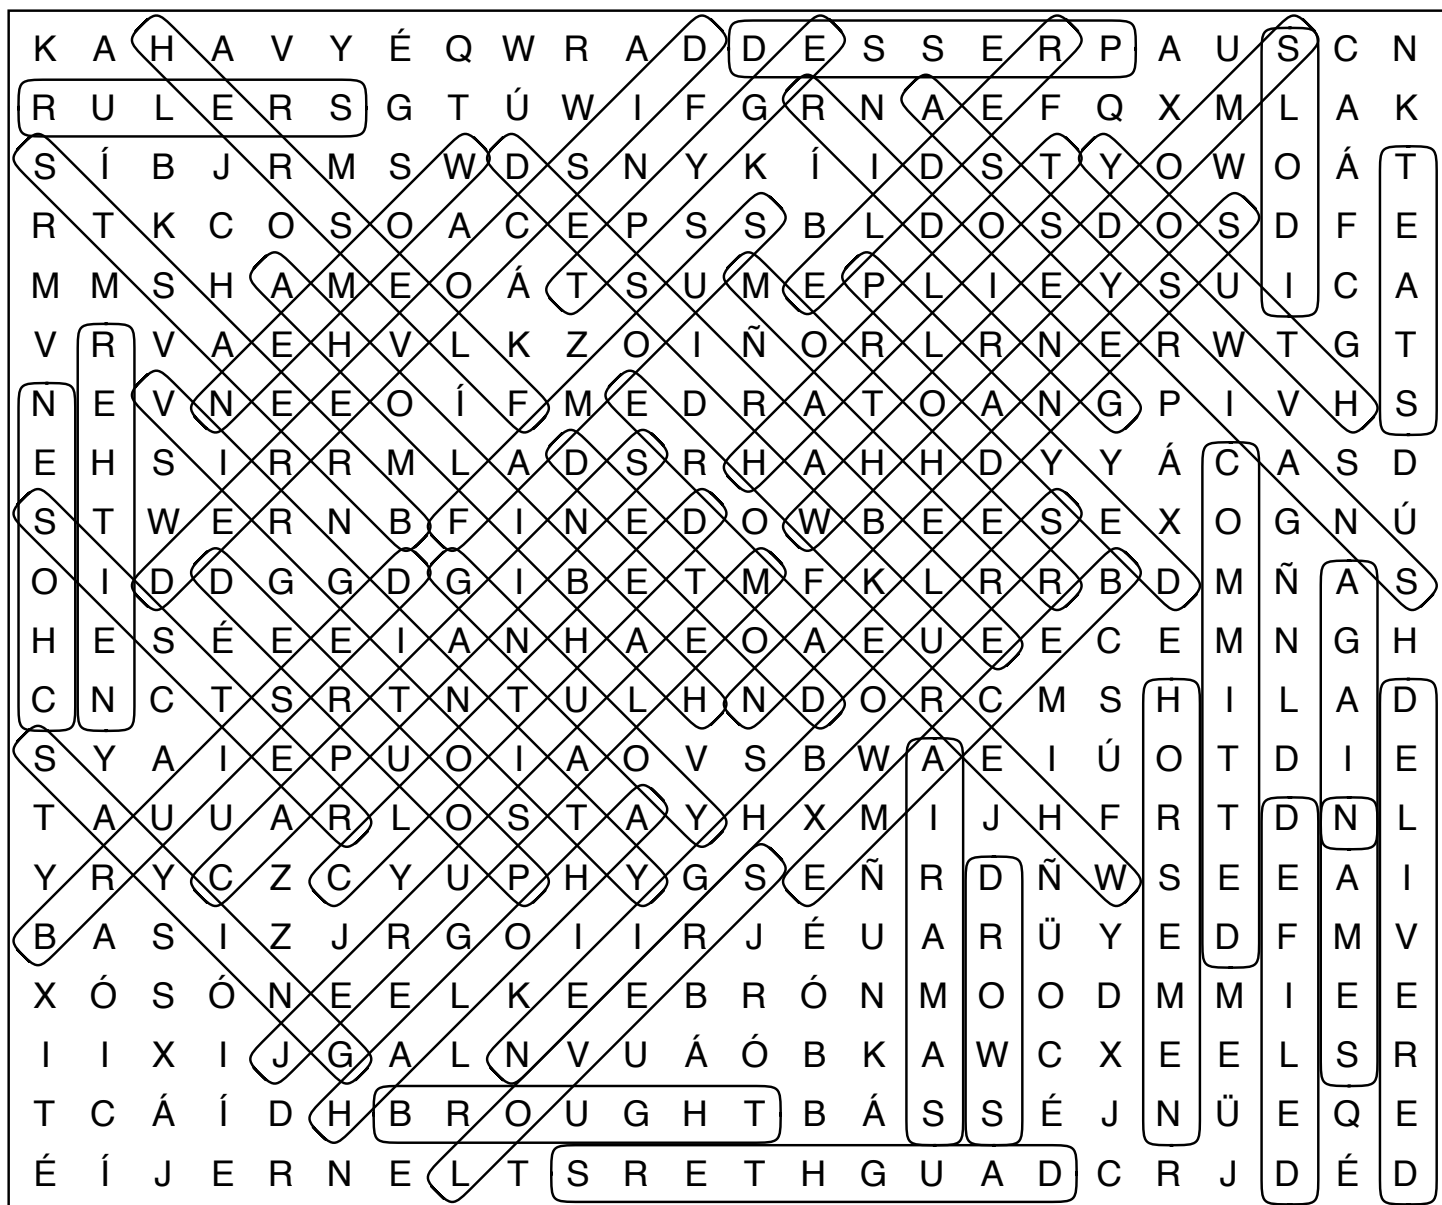 K A H A V Y É Q W R A D D E S S E R P A U S C N
R U L E R S G T Ú W I F G R N A E F Q X M L A K
S Í B J R M S W D S N Y K Í I D S T Y O W O Á T
R T K C O S O A C E P S S B L D O S D O S D F E
M M S H A M E O Á T S U M E P L I E Y S U I C A
V R V A E H V L K Z O I Ñ O R L R N E R W T G T
N E V N E E O Í F M E D R A T O A N G P I V H S
E H S I R R M L A D S R H A H H D Y Y Á C A S D
S T W E R N B F I N E D O W B E E S E X O G N Ú
O I D D G G D G I B E T M F K L R R B D M Ñ A S
H E S É E E I A N H A E O A E U E E C E M N G H
C N C T S R T N T U L H N D O R C M S H I L A D
S Y A I E P U O I A O V S B W A E I Ú O T D I E
T A U U A R L O S T A Y H X M I J H F R T D N L
Y R Y C Z C Y U P H Y G S E Ñ R D Ñ W S E E A I
B A S I Z J R G O I I R J É U A R Ü Y E D F M V
X Ó S Ó N E E L K E E B R Ó N M O O D M M I E E
I I X I J G A L N V U Á Ó B K A W C X E E L S R
T C Á Í D H B R O U G H T B Á S S É J N Ü E Q E
É Í J E R N E L T S R E T H G U A D C R J D É D